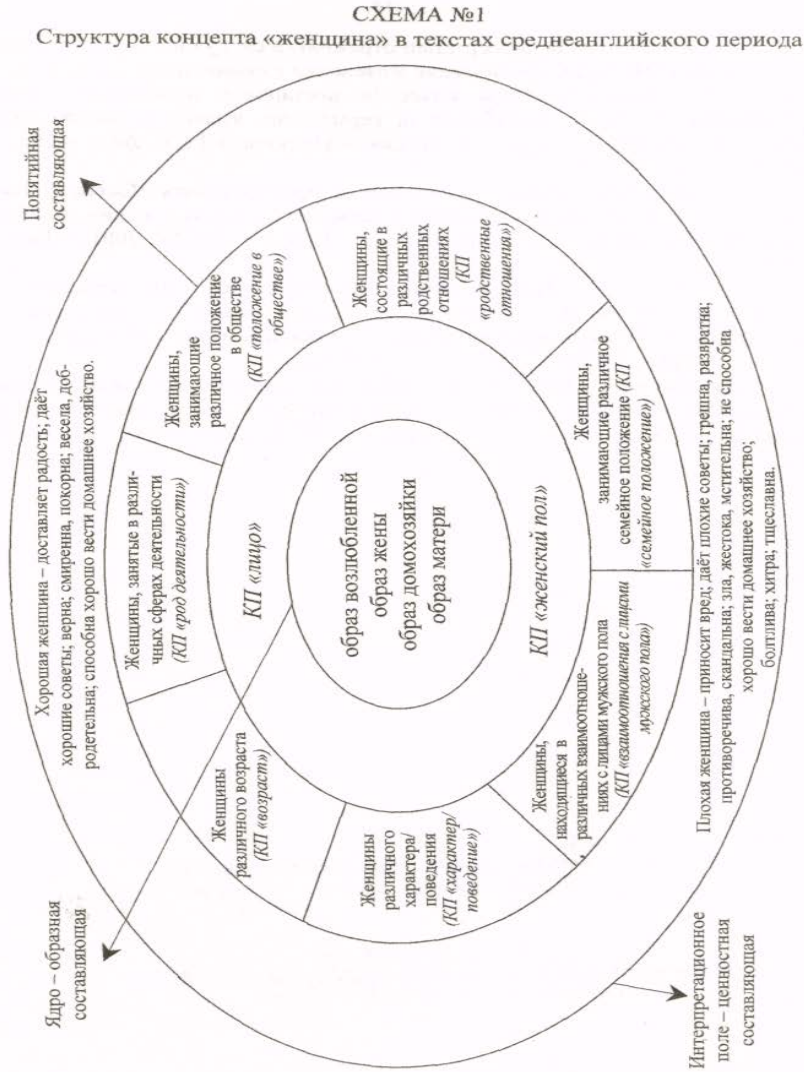 СХЕМА №1
Структура концепта «женщина» в текстах среднеанглийского периода
Понятийная
составляющая
Хорошая женщина – доставляет радость; даёт
хорошие советы; верна; смиренна, покорна; весела, доб-
родетельна; способна хорошо вести домашнее хозяйство.
Женщины,
занимающие
различное положение
в обществе
(КП «положение в
обществе»)
Женщины,
состоящие в
различных
родственных
отношениях
(КП
«родственные
отношения»)
Женщины, занятые в разли-
чных сферах деятельности
(КП «род деятельности»)
Женщины,
занимающие различное
семейное положение (КП
«семейное положение»)
КП «лицо»
образ возлюбленной
образ жены
образ домохозяйки
образ матери
КП «женский пол»
Женщины
различного возраста
(КП «возраст»)
Женщины
различного
характера/
поведения
(КП «характер/
поведение»)
Женщины,
находящиеся в
различных взаимоотноше-
ниях с лицами мужского пола
(КП «взаимоотношения с лицами
мужского пола»)
Плохая женщина – приносит вред; даёт плохие советы; грешна, развратна;
противоречива, скандальна; зла, жестока, мстительна; не способна
хорошо вести домашнее хозяйство;
болтлива; хитра; тщеславна.
Ядро – образная
составляющая
Интерпретационное
поле – ценностная
составляющая